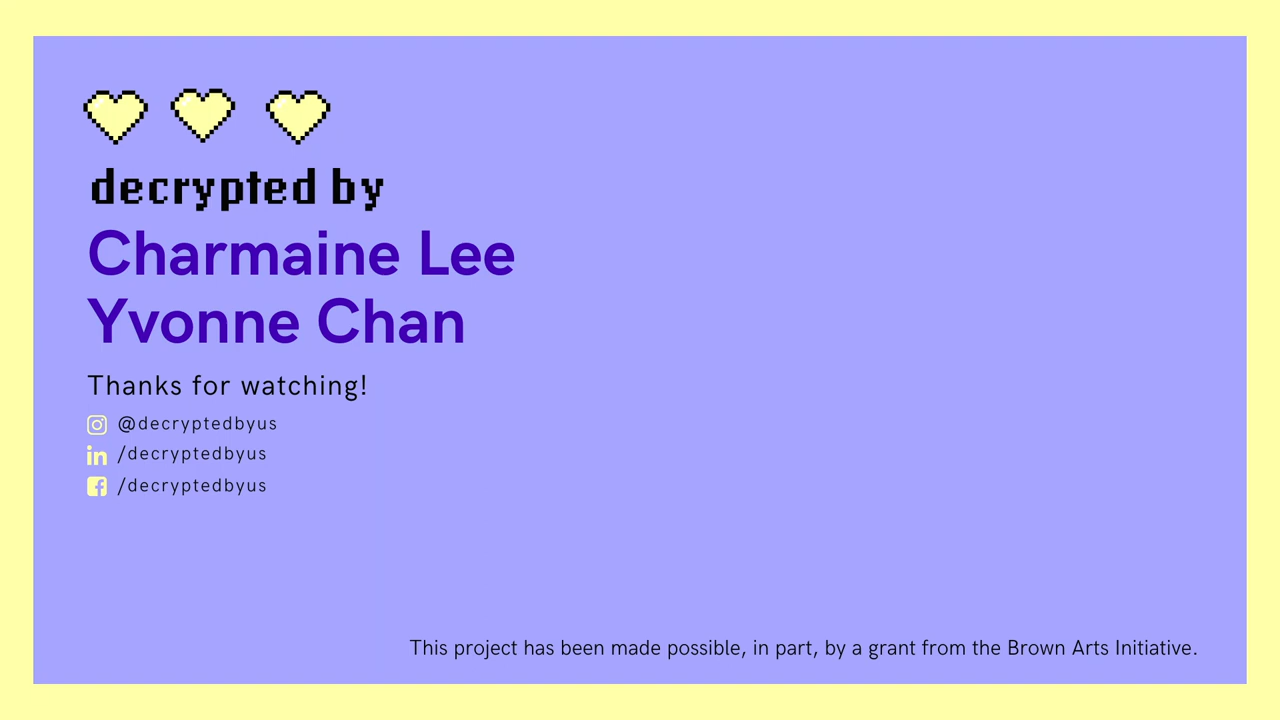 decrypted by
Charmaine Lee
Yvonne Chan
Thanks for watching!
@decryptedbyus
/decryptedbyus
/decryptedbyus
This project has been made possible, in part, by a grant from the Brown Arts Initiative.